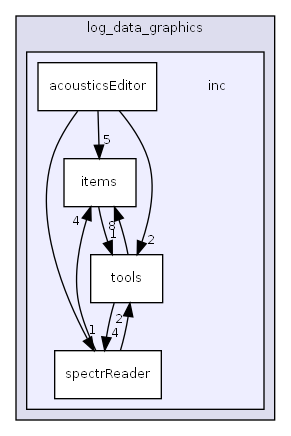 log_data_graphics
acousticsEditor
inc
5
items
4
8
1
2
tools
2
1
4
spectrReader